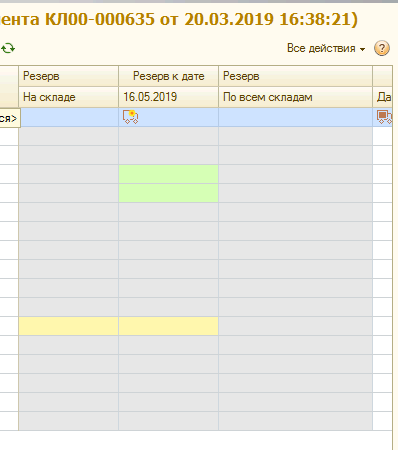 ента КЛ00-000635 от 20.03.2019 16:38:21)
Все действия ?
Резерв Резерв к дате Резерв
На складе 16.05.2019 По всем складам Да
ся>